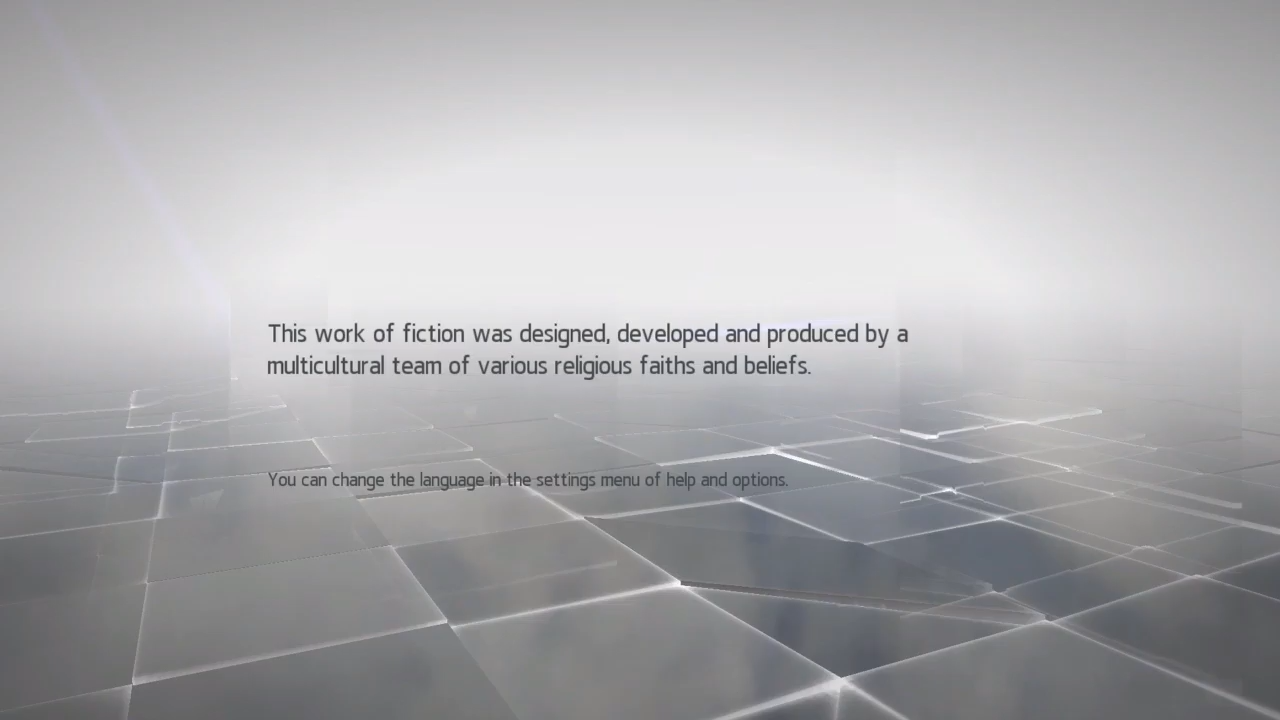 This work of fiction was designed, developed and produced by a
multicultural team of various religious faiths and beliefs.
You can change the language in the settings menu of help and options.